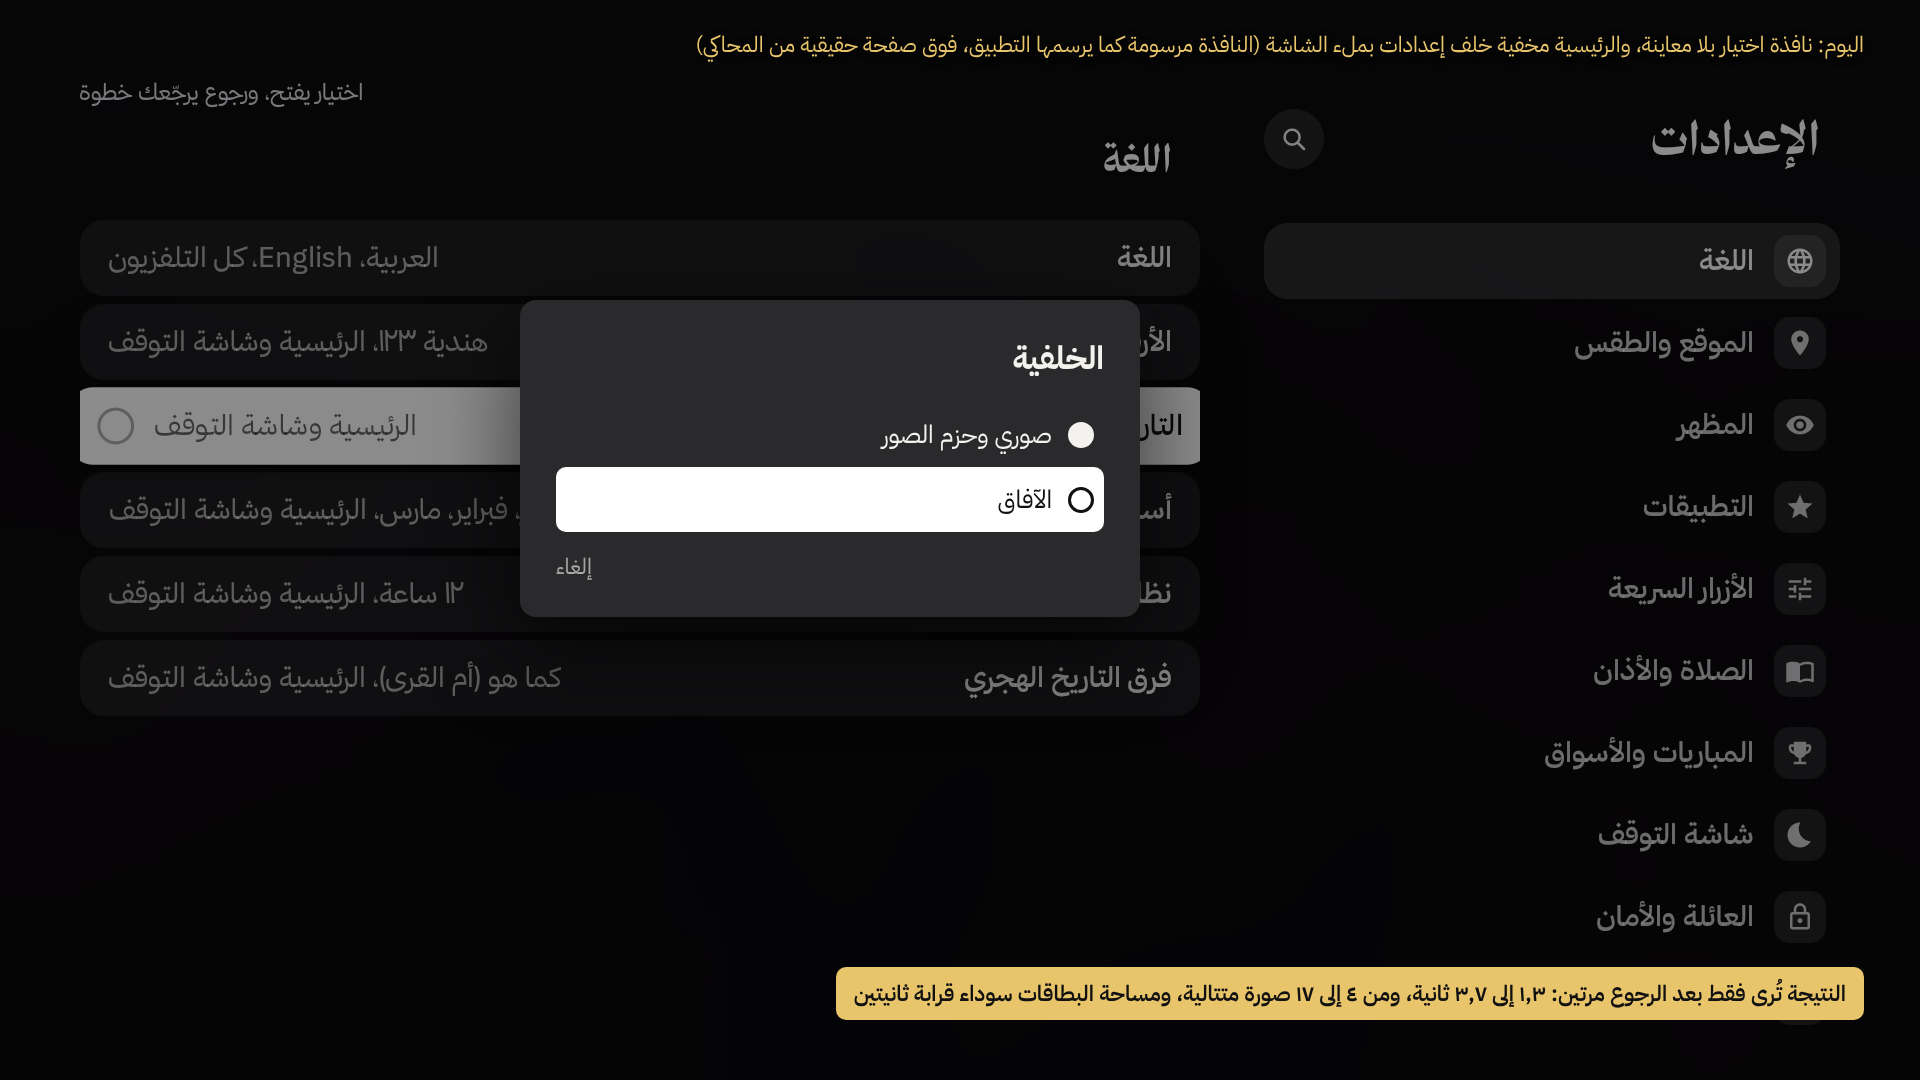 اليوم: نافذة اختيار بلا معاينة، والرئيسية مخفية خلف إعدادات بملء الشاشة (النافذة مرسومة كما يرسمها التطبيق، فوق صفحة حقيقية من المحاكي)
اختيار يفتح، ورجوع يرجّعك خطوة
الإعدادات
اللغة
الموقع والطقس
المظهر
التطبيقات
الأزرار السريعة
الصلاة والأذان
المباريات والأسواق
شاشة التوقف
العائلة والأمان
اللغة
اللغة العربية، English، كل التلفزيون
هندية ١٢٣، الرئيسية وشاشة التوقف
الرئيسية وشاشة التوقف
فبراير، مارس، الرئيسية وشاشة التوقف
١٢ ساعة، الرئيسية وشاشة التوقف
فرق التاريخ الهجري كما هو (أم القرى)، الرئيسية وشاشة التوقف
الخلفية
صوري وحزم الصور
الآفاق
إلغاء
النتيجة تُرى فقط بعد الرجوع مرتين: ١,٣ إلى ٣,٧ ثانية، ومن ٤ إلى ١٧ صورة متتالية، ومساحة البطاقات سوداء قرابة ثانيتين